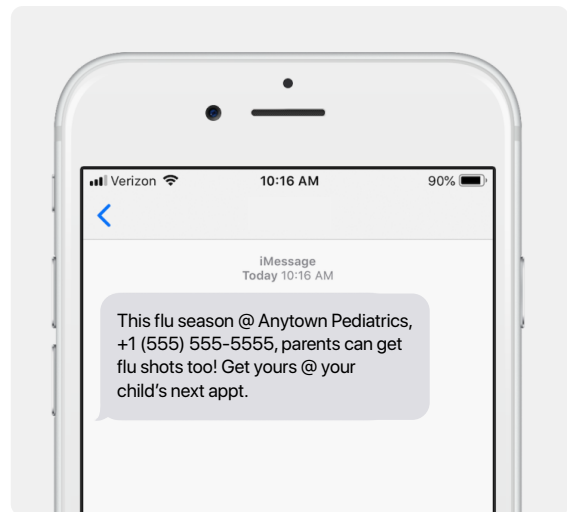 Verizon 10:16 AM 90%
iMessage
Today 10:16 AM
This flu season @ Anytown Pediatrics,
+1 (555) 555-5555, parents can get
flu shots too! Get yours @ your
child’s next appt.